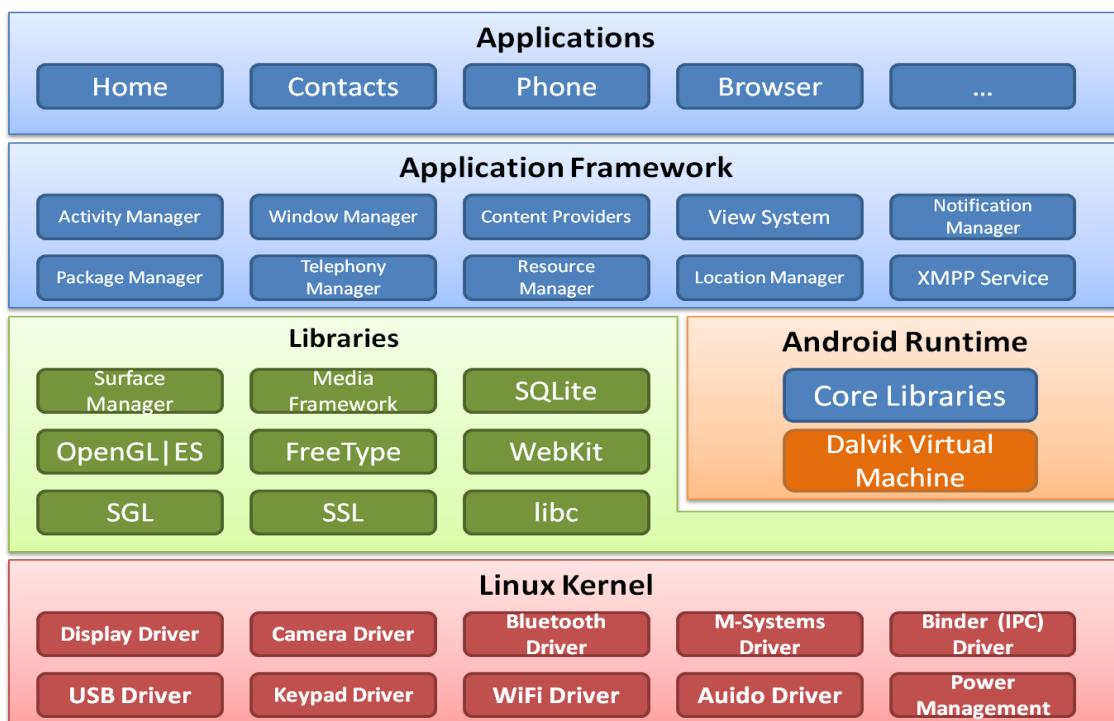 Applications
Home
Contacts
Phone
Browser
...
Application Framework
Activity Manager
Window Manager
Content Providers
View System
Notification
Manager
Package Manager
Telephony
Manager
Resource
Manager
Location Manager
XMPP Service
Libraries
Surface
Manager
Media
Framework
SQLite
OpenGL|ES
FreeType
WebKit
SGL
SSL
libc
Android Runtime
Core Libraries
Dalvik Virtual
Machine
Linux Kernel
Display Driver
Camera Driver
Bluetooth
Driver
M-Systems
Driver
Binder (IPC)
Driver
USB Driver
Keypad Driver
WiFi Driver
Auido Driver
Power
Management